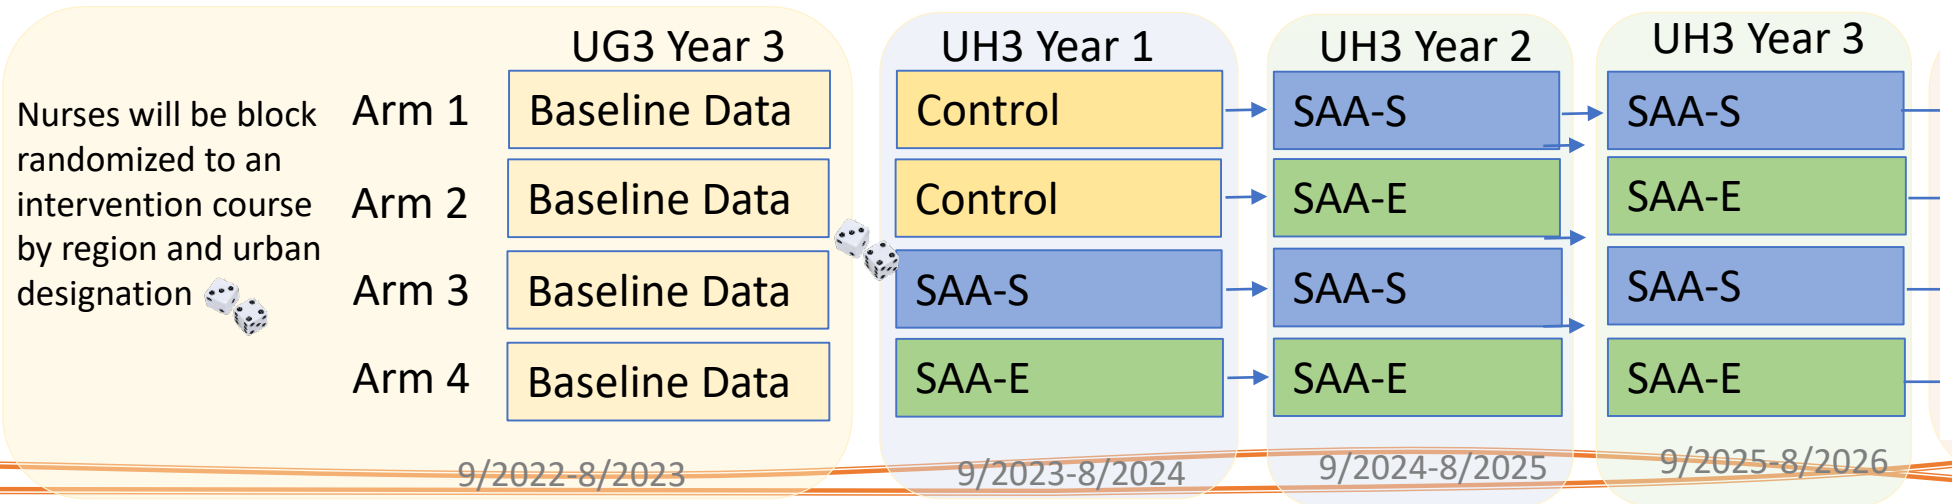 UG3 Year 3
UH3 Year 1
UH3 Year 2
UH3 Year 3
Nurses will be block
randomized to an
intervention course
by region and urban
designation
Arm 1
Baseline Data
Control
SAA-S
SAA-S
Arm 2
Baseline Data
Control
SAA-E
SAA-E
Arm 3
Baseline Data
SAA-S
SAA-S
SAA-S
Arm 4
Baseline Data
SAA-E
SAA-E
SAA-E
9/2022-8/2023
9/2023-8/2024
9/2024-8/2025
9/2025-8/2026